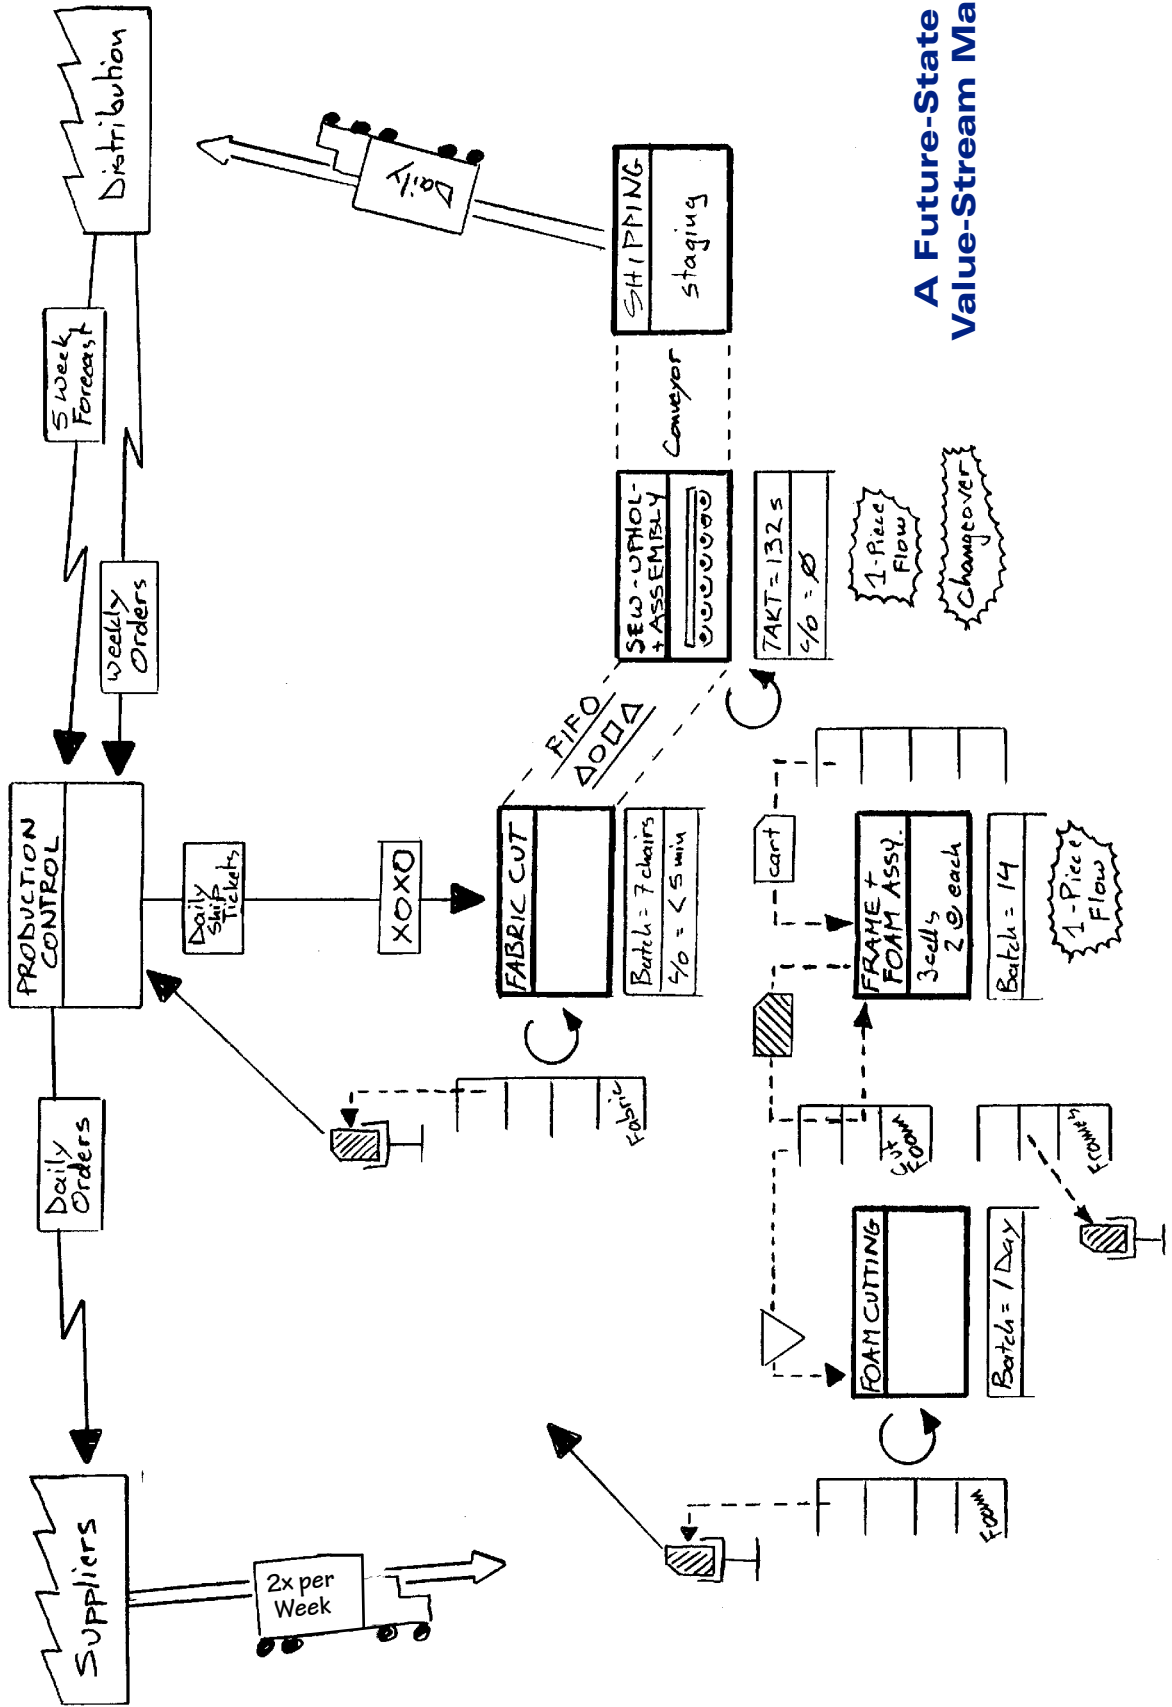 A Future-State
Value-Stream Ma
Suppliers
Daily
Orders
PRODUCTION
CONTROL
5 Week
Forecast
Weekly
Orders
Distribution
2x per
Week
Daily
Ship
Tickets
XOXO
Daily
Fabric
FABRIC CUT
Batch = 7 chairs
C/O = < 5 min
FIFO
SEW-UPHOL-
+ ASSEMBLY
TAKT = 132 s
C/O = Ø
1-Piece
Flow
Changeover
Conveyor
SHIPPING
staging
Foam
FOAM CUTTING
Batch = 1 Day
Cut
Foam
Frames
FRAME +
FOAM ASSY.
3 cells
2 @ each
Batch = 14
1-Piece
Flow
cart